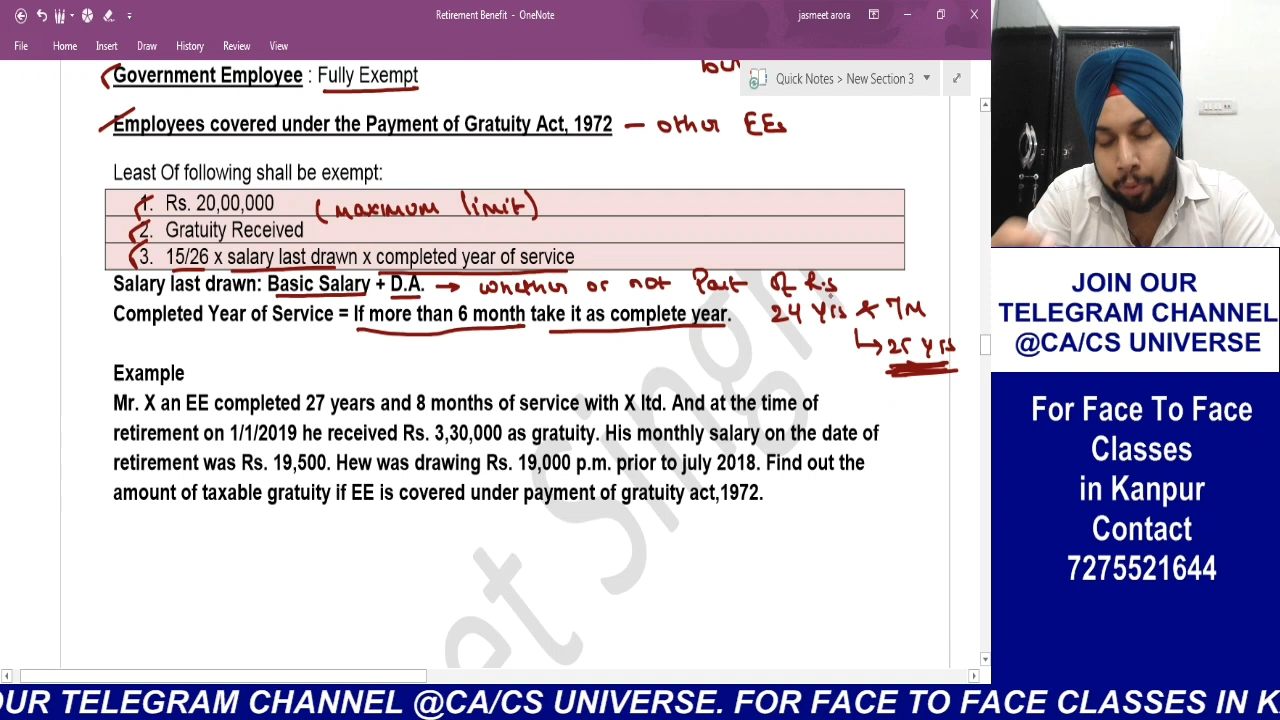 Retirement Benefit - OneNote
jasmeet arora
File Home Insert Draw History Review View
Quick Notes > New Section 3
Government Employee : Fully Exempt
Employees covered under the Payment of Gratuity Act, 1972 — other EEs
Least Of following shall be exempt:
1. Rs. 20,00,000 (maximum limit)
2. Gratuity Received
3. 15/26 x salary last drawn x completed year of service
Salary last drawn: Basic Salary + D.A. → whether or not Part of
Completed Year of Service = If more than 6 month take it as complete year. 24 Yrs & 7M
↳ 25 Yrs
Example
Mr. X an EE completed 27 years and 8 months of service with X ltd. And at the time of
retirement on 1/1/2019 he received Rs. 3,30,000 as gratuity. His monthly salary on the date of
retirement was Rs. 19,500. Hew was drawing Rs. 19,000 p.m. prior to july 2018. Find out the
amount of taxable gratuity if EE is covered under payment of gratuity act,1972.
et Singh
JOIN OUR
TELEGRAM CHANNEL
@CA/CS UNIVERSE
For Face To Face
Classes
in Kanpur
Contact
7275521644
OUR TELEGRAM CHANNEL @CA/CS UNIVERSE. FOR FACE TO FACE CLASSES IN K